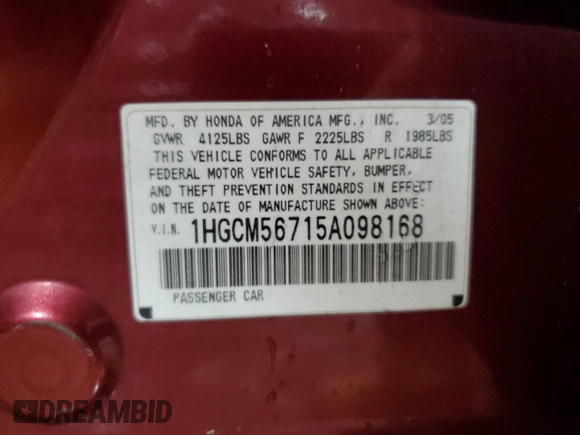 MFD. BY HONDA OF AMERICA MFG., INC. 3/05
GVWR 4125LBS GAWR F 2225LBS R 1985LBS
THIS VEHICLE CONFORMS TO ALL APPLICABLE
FEDERAL MOTOR VEHICLE SAFETY, BUMPER,
AND THEFT PREVENTION STANDARDS IN EFFECT
ON THE DATE OF MANUFACTURE SHOWN ABOVE:
V.I.N. 1HGCM56715A098168
PASSENGER CAR
DREAMBID